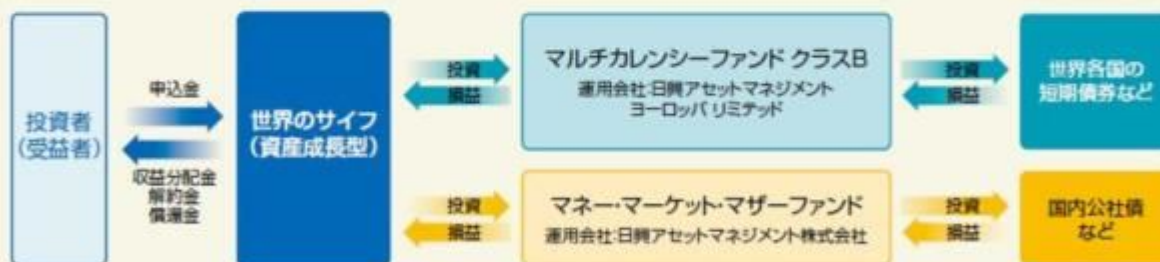 投資者
(受益者)
申込金
収益分配金
解約金
償還金
世界のサイフ
(資産成長型)
投資
損益
マルチカレンシーファンド クラスB
運用会社:日興アセットマネジメント
ヨーロッパ リミテッド
投資
損益
世界各国の
短期債券など
投資
損益
マネー・マーケット・マザーファンド
運用会社:日興アセットマネジメント株式会社
投資
損益
国内公社債
など